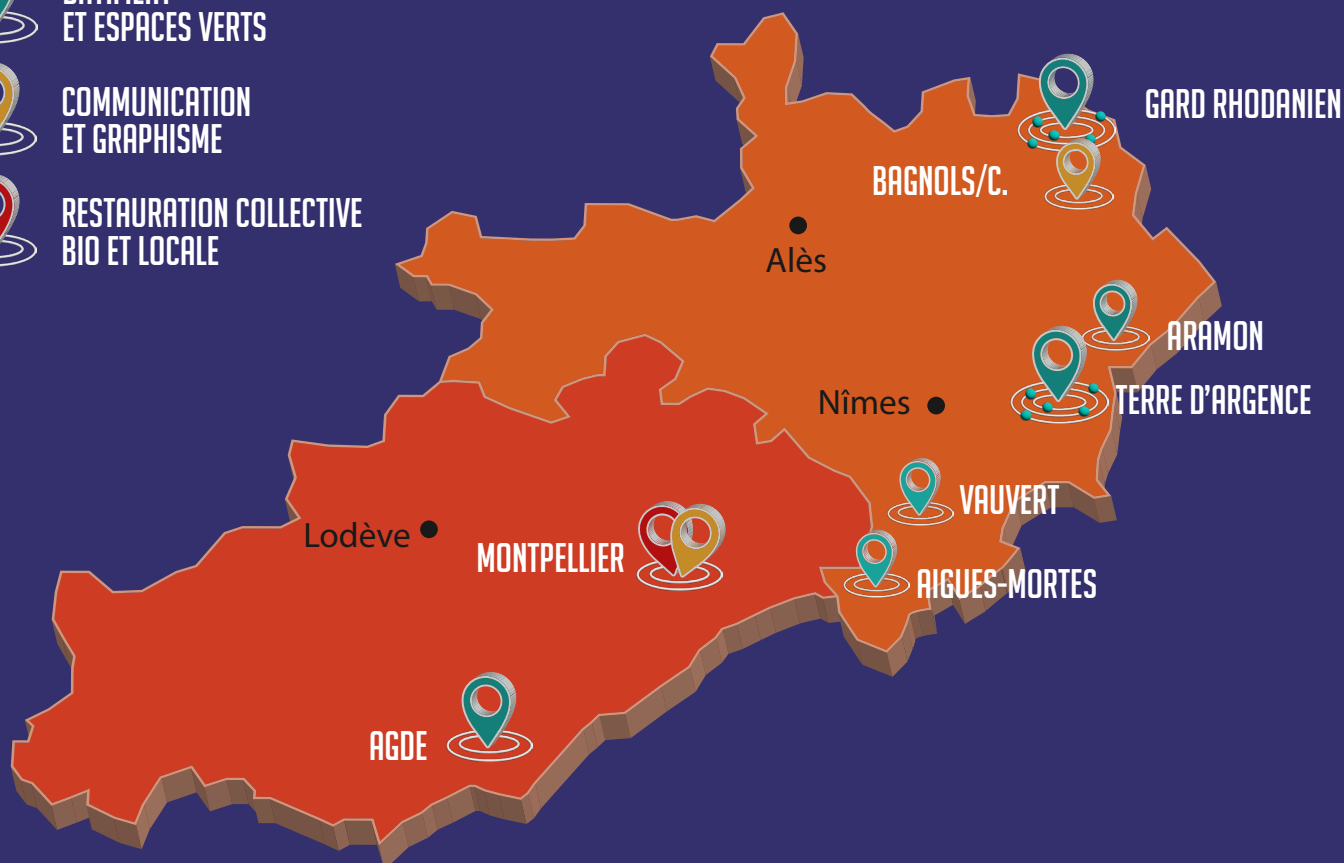 ET ESPACES VERTS
COMMUNICATION
ET GRAPHISME
RESTAURATION COLLECTIVE
BIO ET LOCALE
GARD RHODANIEN
BAGNOLS/C.
Alès
ARAMON
Nîmes
TERRE D'ARGENCE
VAUVERT
Lodève
MONTPELLIER
AIGUES-MORTES
AGDE